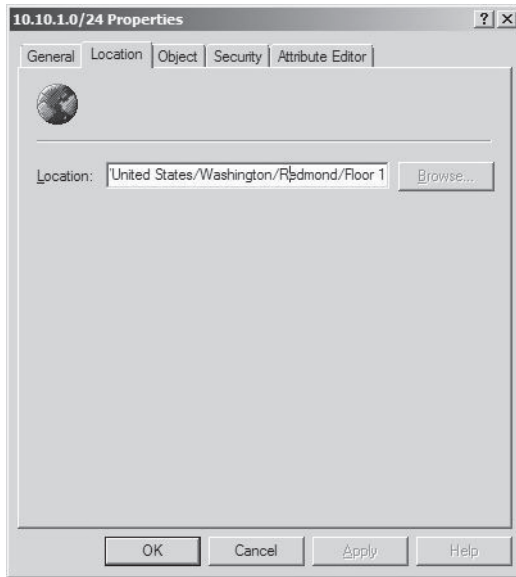 10.10.1.0/24 Properties
? X
General Location Object Security Attribute Editor
Location: United States/Washington/Redmond/Floor 1 Browse...
OK Cancel Apply Help